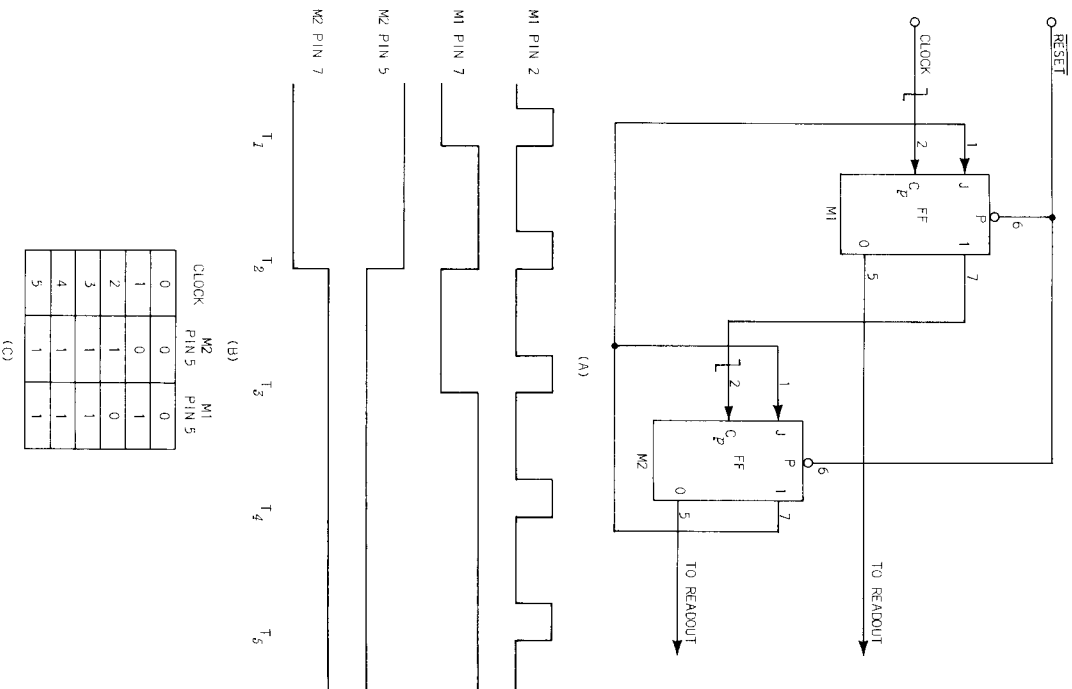 RESET
6
1 J P 1 7
CLOCK
2 Cp FF
0 5
M1
TO READOUT
6
1 J P 1 7
2 Cp FF
0 5
M2
TO READOUT
(A)
M1 PIN 2
M1 PIN 7
M2 PIN 5
M2 PIN 7
T1 T2 T3 T4 T5
(B)
CLOCK M2 PIN 5 M1 PIN 5
0 0 0
1 0 1
2 1 0
3 1 1
4 1 1
5 1 1
(C)